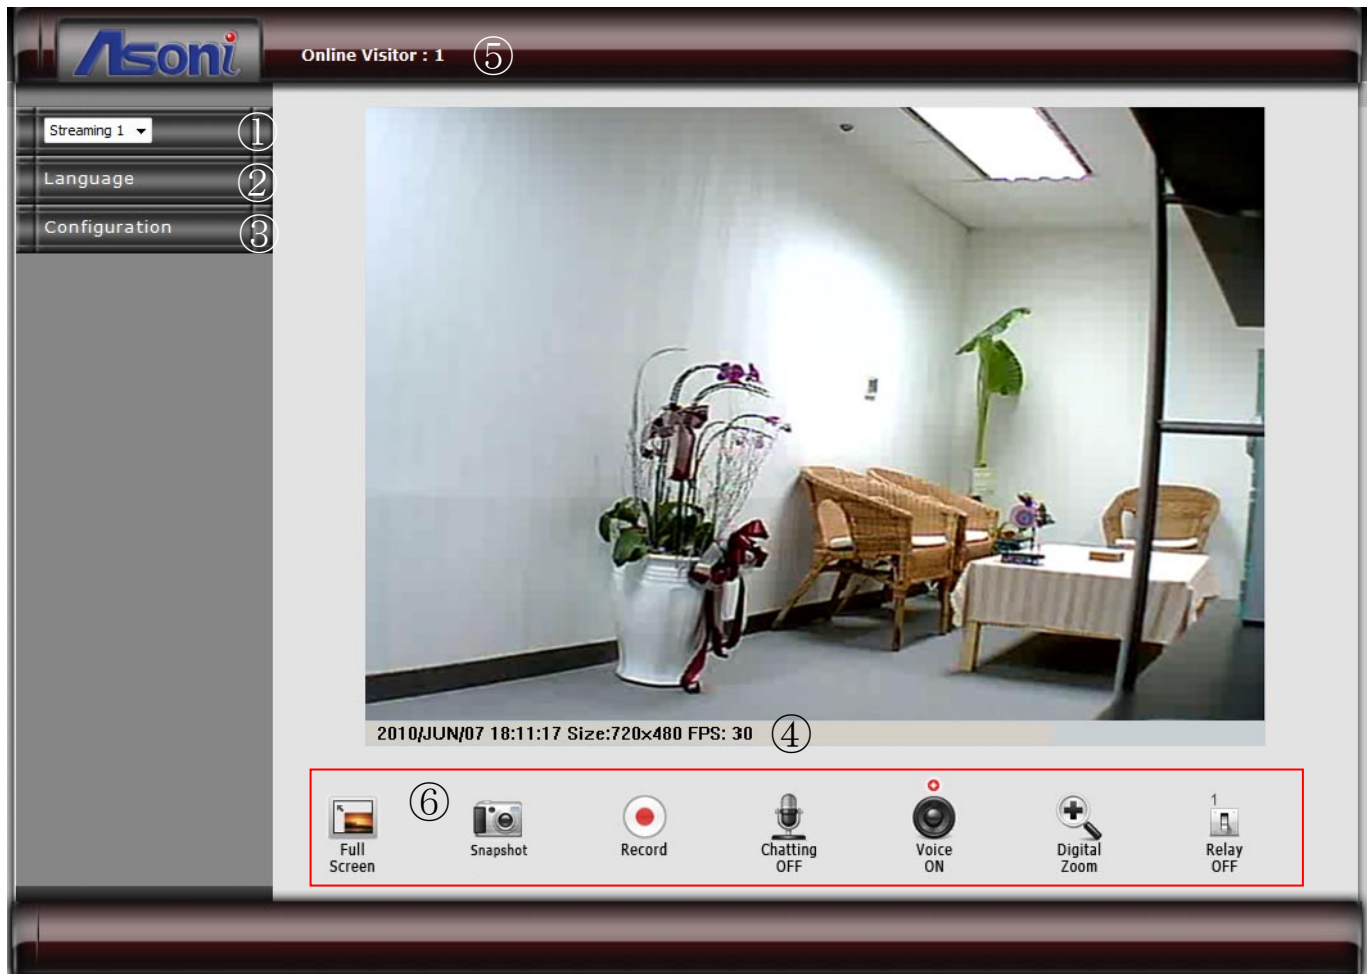 Asoni
Online Visitor : 1 ⑤
Streaming 1 ①
Language ②
Configuration ③
2010/JUN/07 18:11:17 Size:720x480 FPS: 30 ④
⑥
Full Screen
Snapshot
Record
Chatting OFF
Voice ON
Digital Zoom
1
Relay OFF